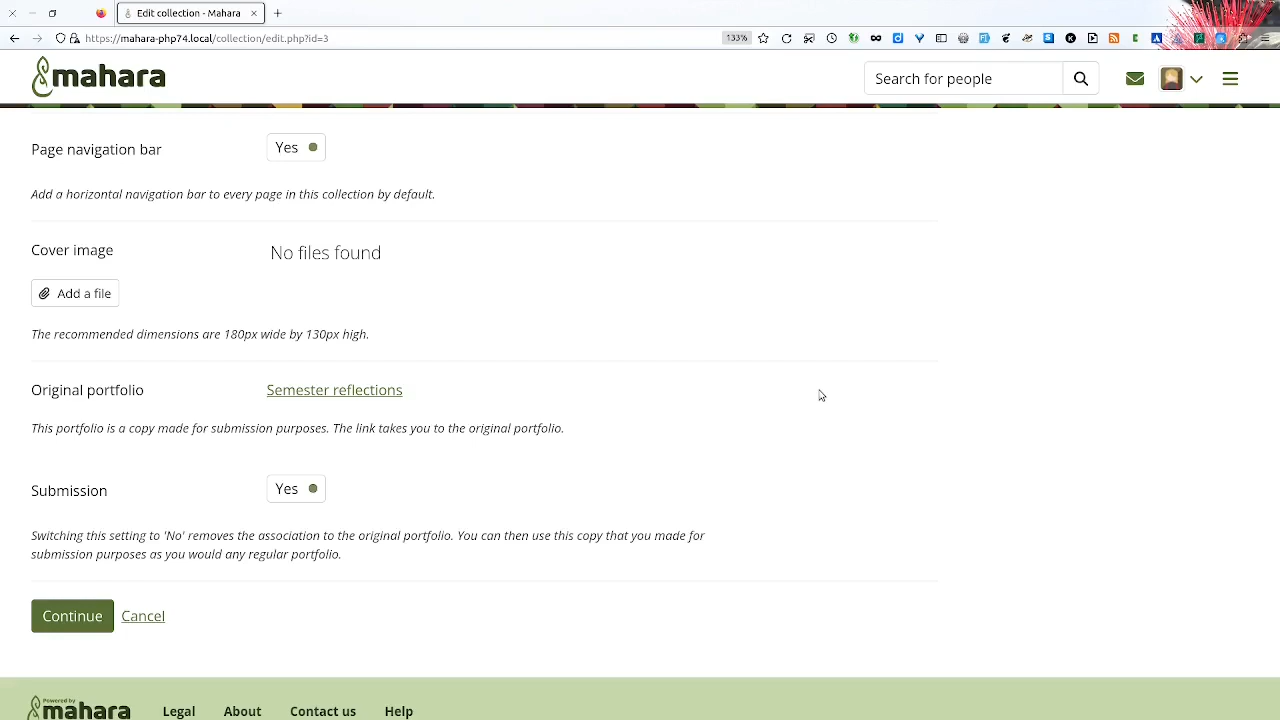 Edit collection - Mahara
https://mahara-php74.local/collection/edit.php?id=3
133%
mahara
Search for people
Page navigation bar
Yes
Add a horizontal navigation bar to every page in this collection by default.
Cover image
No files found
Add a file
The recommended dimensions are 180px wide by 130px high.
Original portfolio
Semester reflections
This portfolio is a copy made for submission purposes. The link takes you to the original portfolio.
Submission
Yes
Switching this setting to 'No' removes the association to the original portfolio. You can then use this copy that you made for
submission purposes as you would any regular portfolio.
Continue Cancel
Powered by
mahara
Legal About Contact us Help